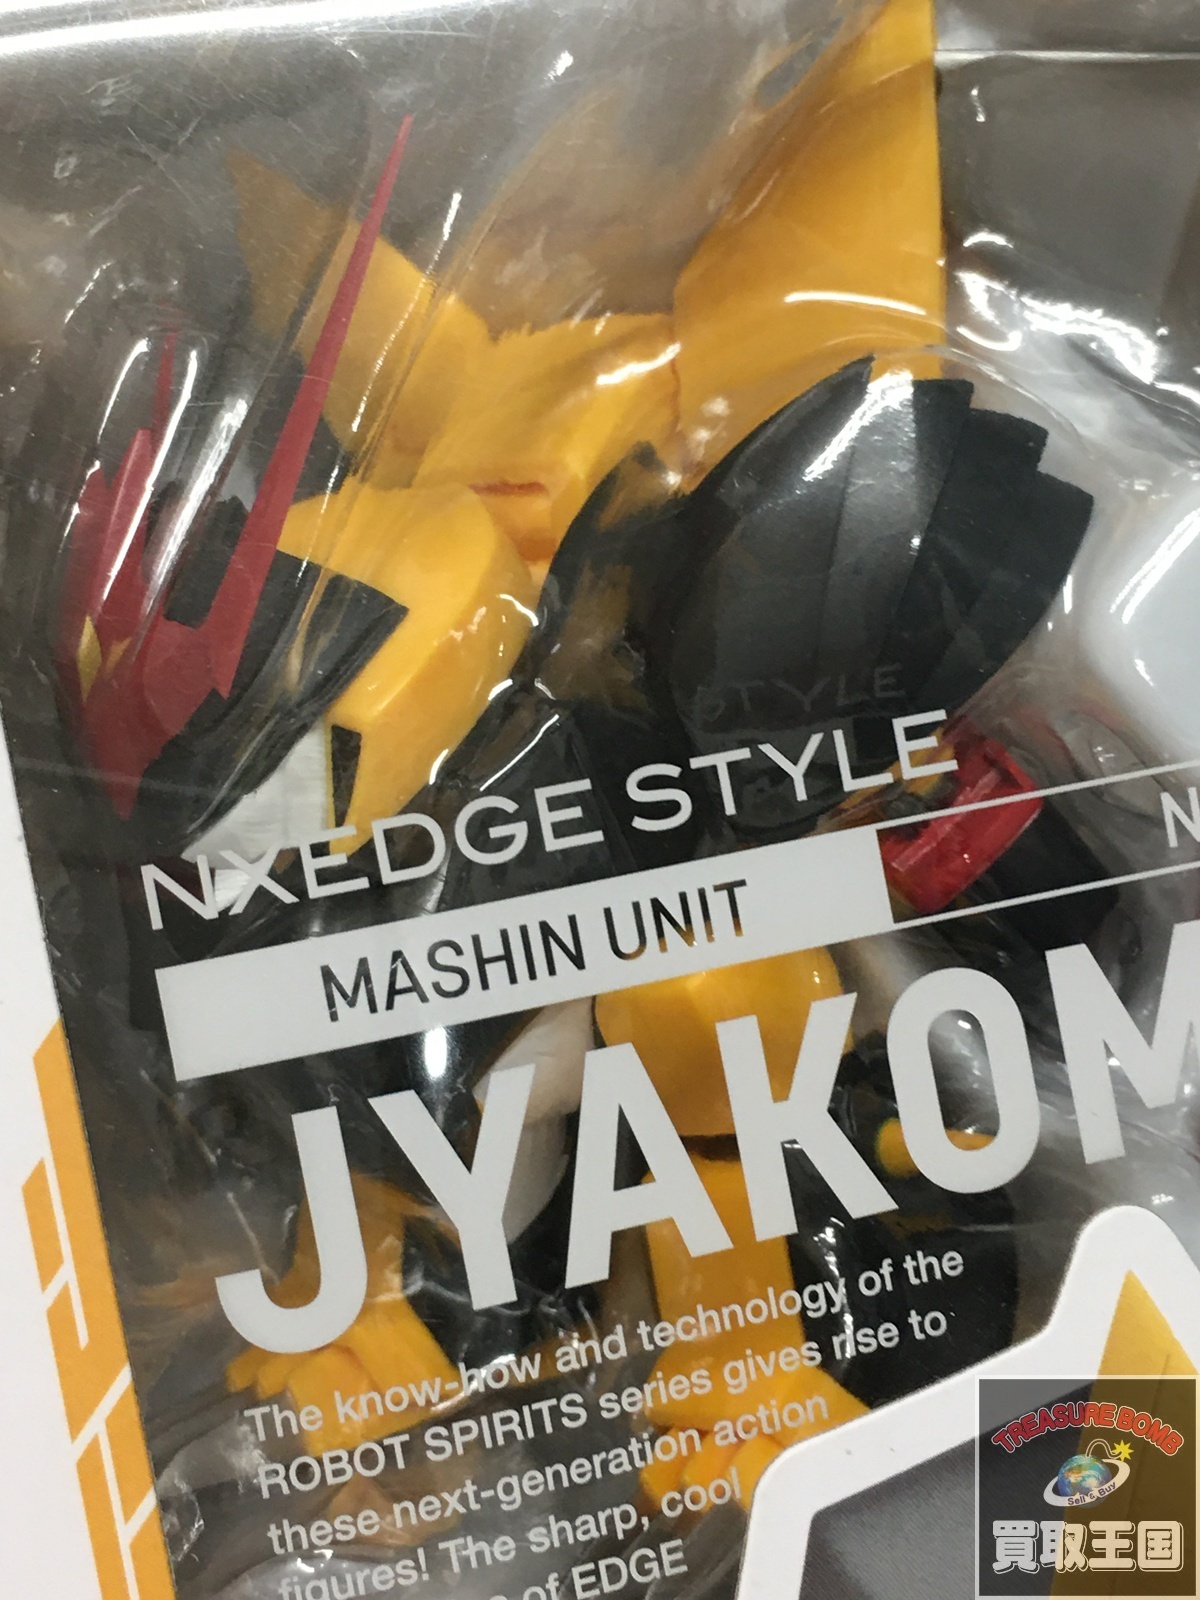 NXEDGE STYLE
MASHIN UNIT
N
JYAKOM
The know-how and technology of the
ROBOT SPIRITS series gives rise to
these next-generation action
figures! The sharp, cool
of EDGE
TREASURE BOMB
Sell & Buy
買取王国